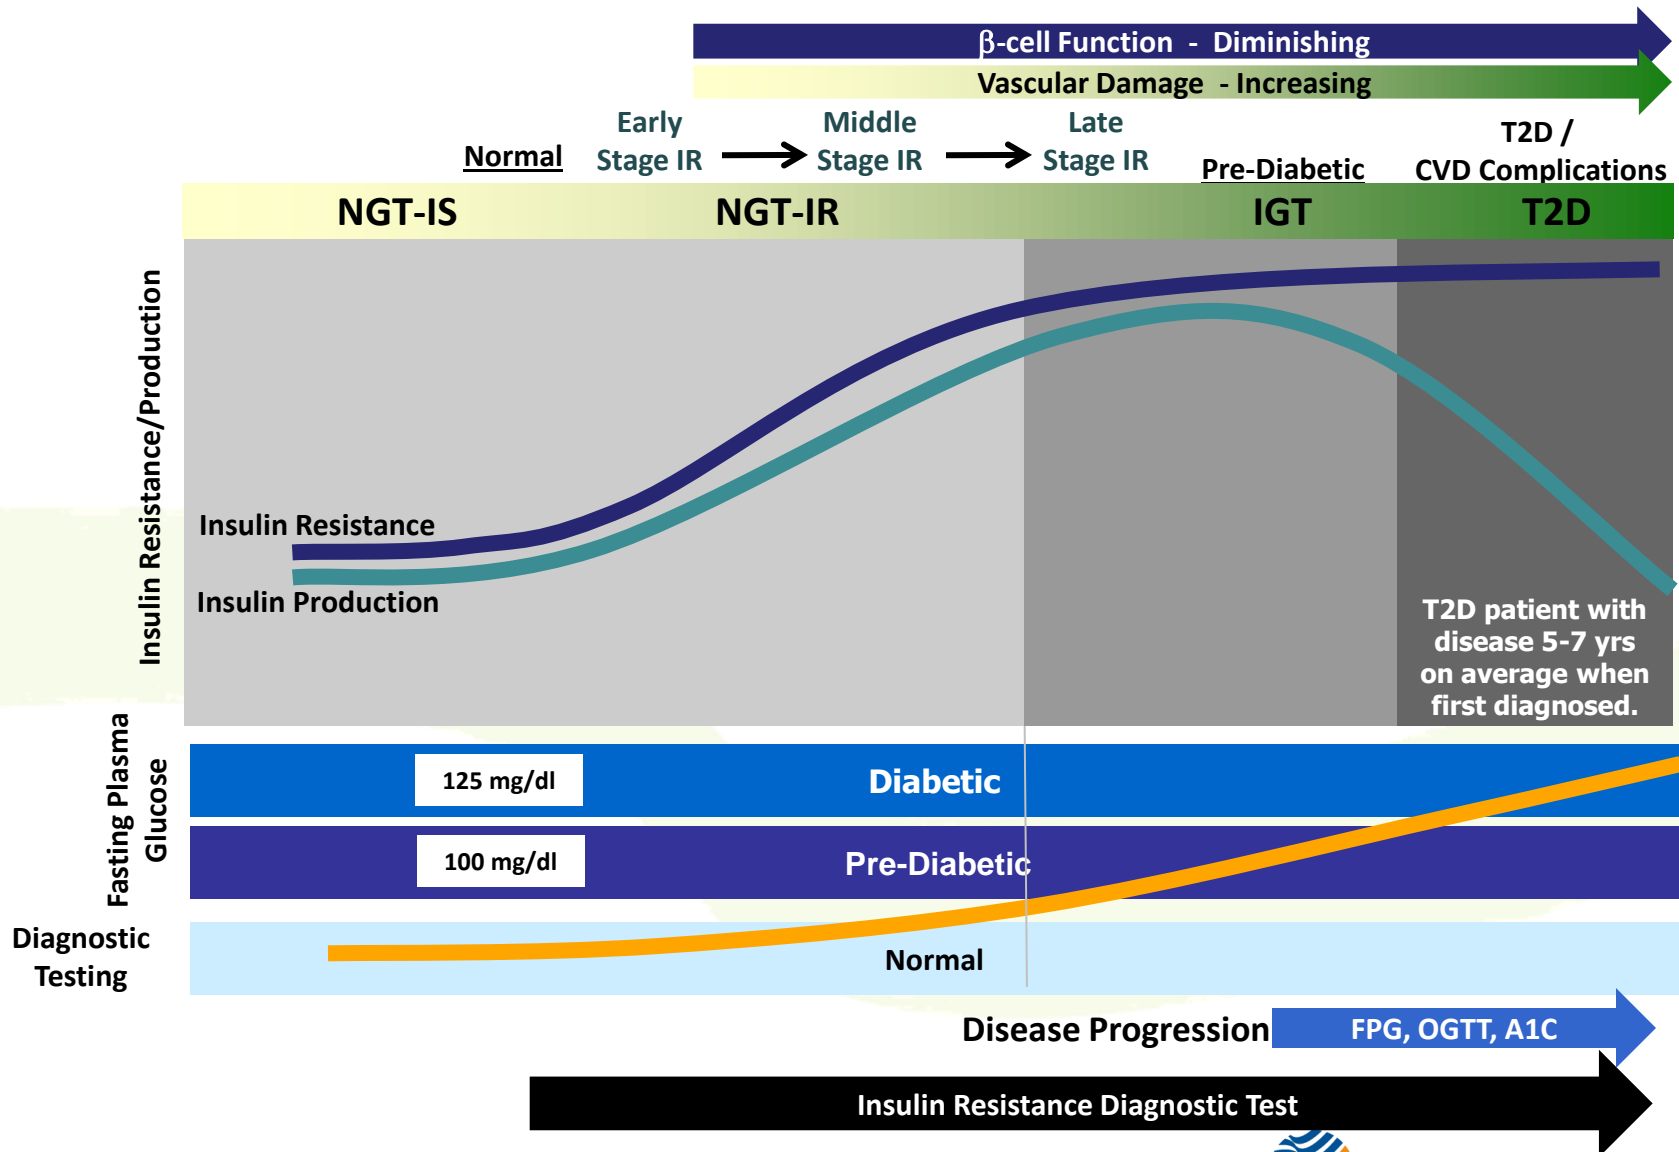 β-cell Function - Diminishing
Vascular Damage - Increasing
Normal
Early
Stage IR
Middle
Stage IR
Late
Stage IR
Pre-Diabetic
T2D /
CVD Complications
NGT-IS
NGT-IR
IGT
T2D
Insulin Resistance/Production
Insulin Resistance
Insulin Production
T2D patient with
disease 5-7 yrs
on average when
first diagnosed.
Fasting Plasma
Glucose
125 mg/dl
Diabetic
100 mg/dl
Pre-Diabetic
Diagnostic
Testing
Normal
Disease Progression
FPG, OGTT, A1C
Insulin Resistance Diagnostic Test